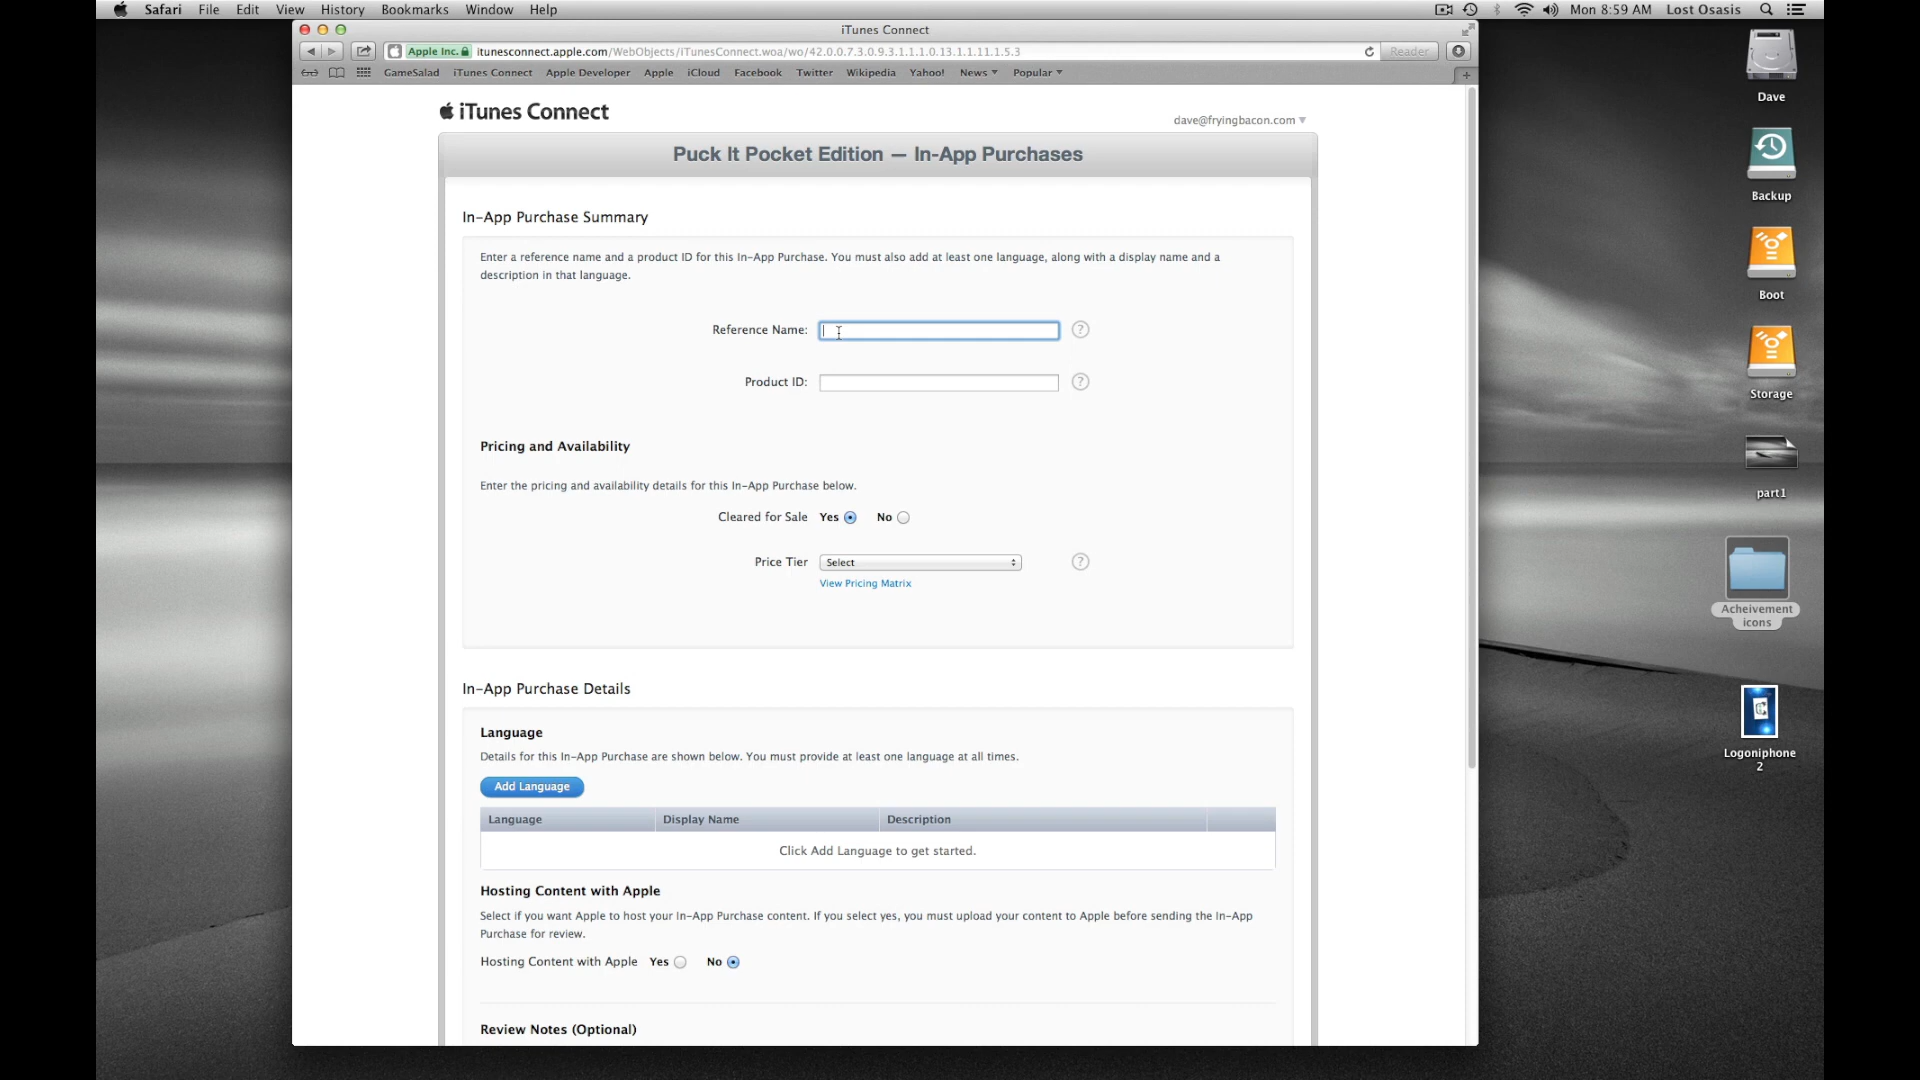 Safari File Edit View History Bookmarks Window Help Mon 8:59 AM Lost Osasis
iTunes Connect
Apple Inc. itunesconnect.apple.com/WebObjects/iTunesConnect.woa/wo/42.0.0.7.3.0.9.3.1.1.1.0.13.1.1.11.1.5.3 Reader
GameSalad iTunes Connect Apple Developer Apple iCloud Facebook Twitter Wikipedia Yahoo! News Popular
iTunes Connect
dave@fryingbacon.com
Puck It Pocket Edition — In-App Purchases
In-App Purchase Summary
Enter a reference name and a product ID for this In-App Purchase. You must also add at least one language, along with a display name and a
description in that language.
Reference Name: ?
Product ID: ?
Pricing and Availability
Enter the pricing and availability details for this In-App Purchase below.
Cleared for Sale Yes No
Price Tier Select ?
View Pricing Matrix
In-App Purchase Details
Language
Details for this In-App Purchase are shown below. You must provide at least one language at all times.
Add Language
Language Display Name Description
Click Add Language to get started.
Hosting Content with Apple
Select if you want Apple to host your In-App Purchase content. If you select yes, you must upload your content to Apple before sending the In-App
Purchase for review.
Hosting Content with Apple Yes No
Review Notes (Optional)
Dave
Backup
Boot
Storage
part1
Acheivement
icons
Logoniphone
2